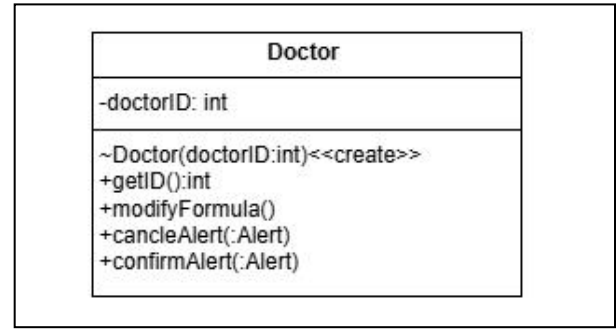 Doctor
-doctorID: int
~Doctor(doctorID:int)<<create>>
+getID():int
+modifyFormula()
+cancleAlert(:Alert)
+confirmAlert(:Alert)